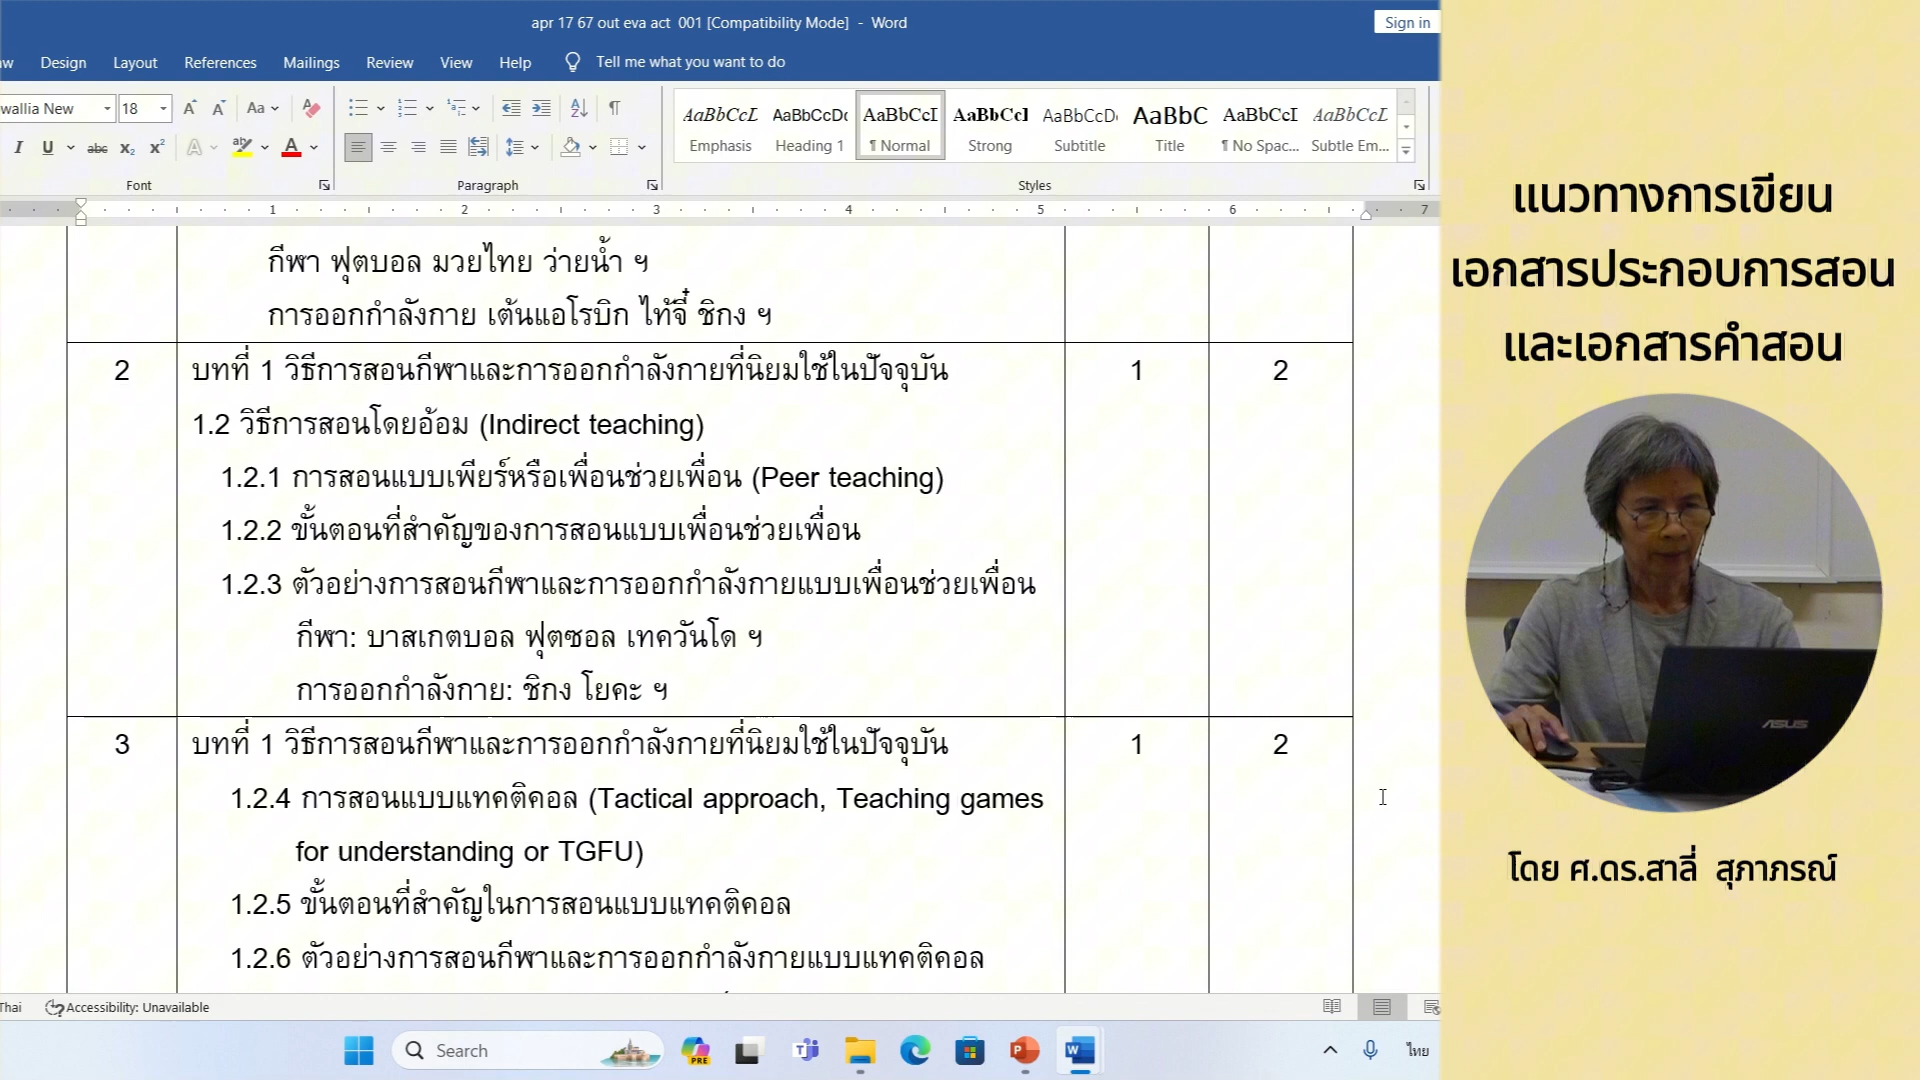 apr 17 67 out eva act 001 [Compatibility Mode] - Word
Sign in
Design Layout References Mailings Review View Help Tell me what you want to do
wallia New 18 Aa
AaBbCcL AaBbCcDc AaBbCcI AaBbCcI AaBbCcDc AaBbC AaBbCcI AaBbCcL
Emphasis Heading 1 ¶ Normal Strong Subtitle Title ¶ No Spac... Subtle Em...
Font Paragraph Styles
1 2 3 4 5 6 7
กีฬา ฟุตบอล มวยไทย ว่ายน้ำ ฯ
การออกกำลังกาย เต้นแอโรบิก ไท้จี๋ ชิกง ฯ
2 บทที่ 1 วิธีการสอนกีฬาและการออกกำลังกายที่นิยมใช้ในปัจจุบัน 1 2
1.2 วิธีการสอนโดยอ้อม (Indirect teaching)
1.2.1 การสอนแบบเพียร์หรือเพื่อนช่วยเพื่อน (Peer teaching)
1.2.2 ขั้นตอนที่สำคัญของการสอนแบบเพื่อนช่วยเพื่อน
1.2.3 ตัวอย่างการสอนกีฬาและการออกกำลังกายแบบเพื่อนช่วยเพื่อน
กีฬา: บาสเกตบอล ฟุตซอล เทควันโด ฯ
การออกกำลังกาย: ชิกง โยคะ ฯ
3 บทที่ 1 วิธีการสอนกีฬาและการออกกำลังกายที่นิยมใช้ในปัจจุบัน 1 2
1.2.4 การสอนแบบแทคติคอล (Tactical approach, Teaching games
for understanding or TGFU)
1.2.5 ขั้นตอนที่สำคัญในการสอนแบบแทคติคอล
1.2.6 ตัวอย่างการสอนกีฬาและการออกกำลังกายแบบแทคติคอล
Thai Accessibility: Unavailable
Search
ไทย
แนวทางการเขียน
เอกสารประกอบการสอน
และเอกสารคำสอน
ASUS
โดย ศ.ดร.สาลี่ สุภาภรณ์